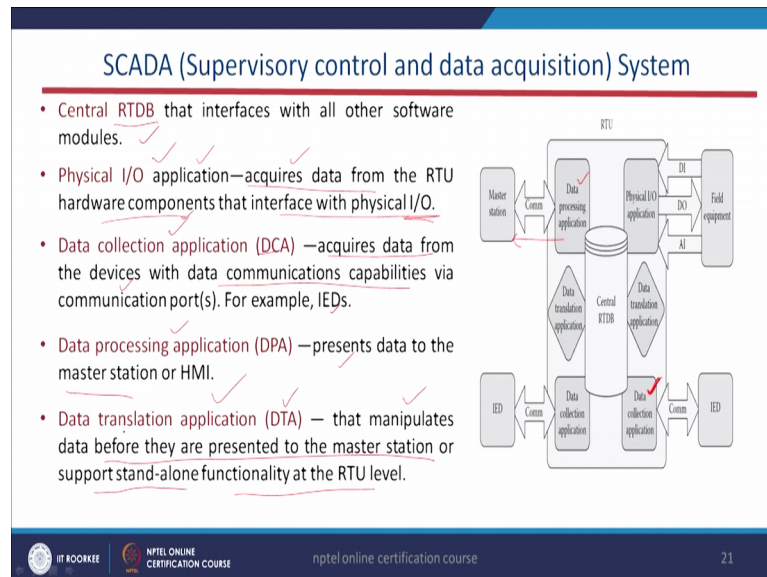 SCADA (Supervisory control and data acquisition) System
• Central RTDB that interfaces with all other software
modules.
• Physical I/O application—acquires data from the RTU
hardware components that interface with physical I/O.
• Data collection application (DCA) —acquires data from
the devices with data communications capabilities via
communication port(s). For example, IEDs.
• Data processing application (DPA) —presents data to the
master station or HMI.
• Data translation application (DTA) — that manipulates
data before they are presented to the master station or
support stand-alone functionality at the RTU level.
RTU
Master
station
Comm
Data
processing
application
Physical I/O
application
DI
DO
AI
Field
equipment
Data
translation
application
Central
RTDB
Data
translation
application
IED
Comm
Data
collection
application
Data
collection
application
Comm
IED
IIT ROORKEE
NPTEL ONLINE
CERTIFICATION COURSE
nptel online certification course
21